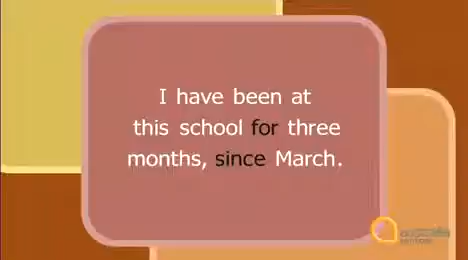 I have been at
this school for three
months, since March.